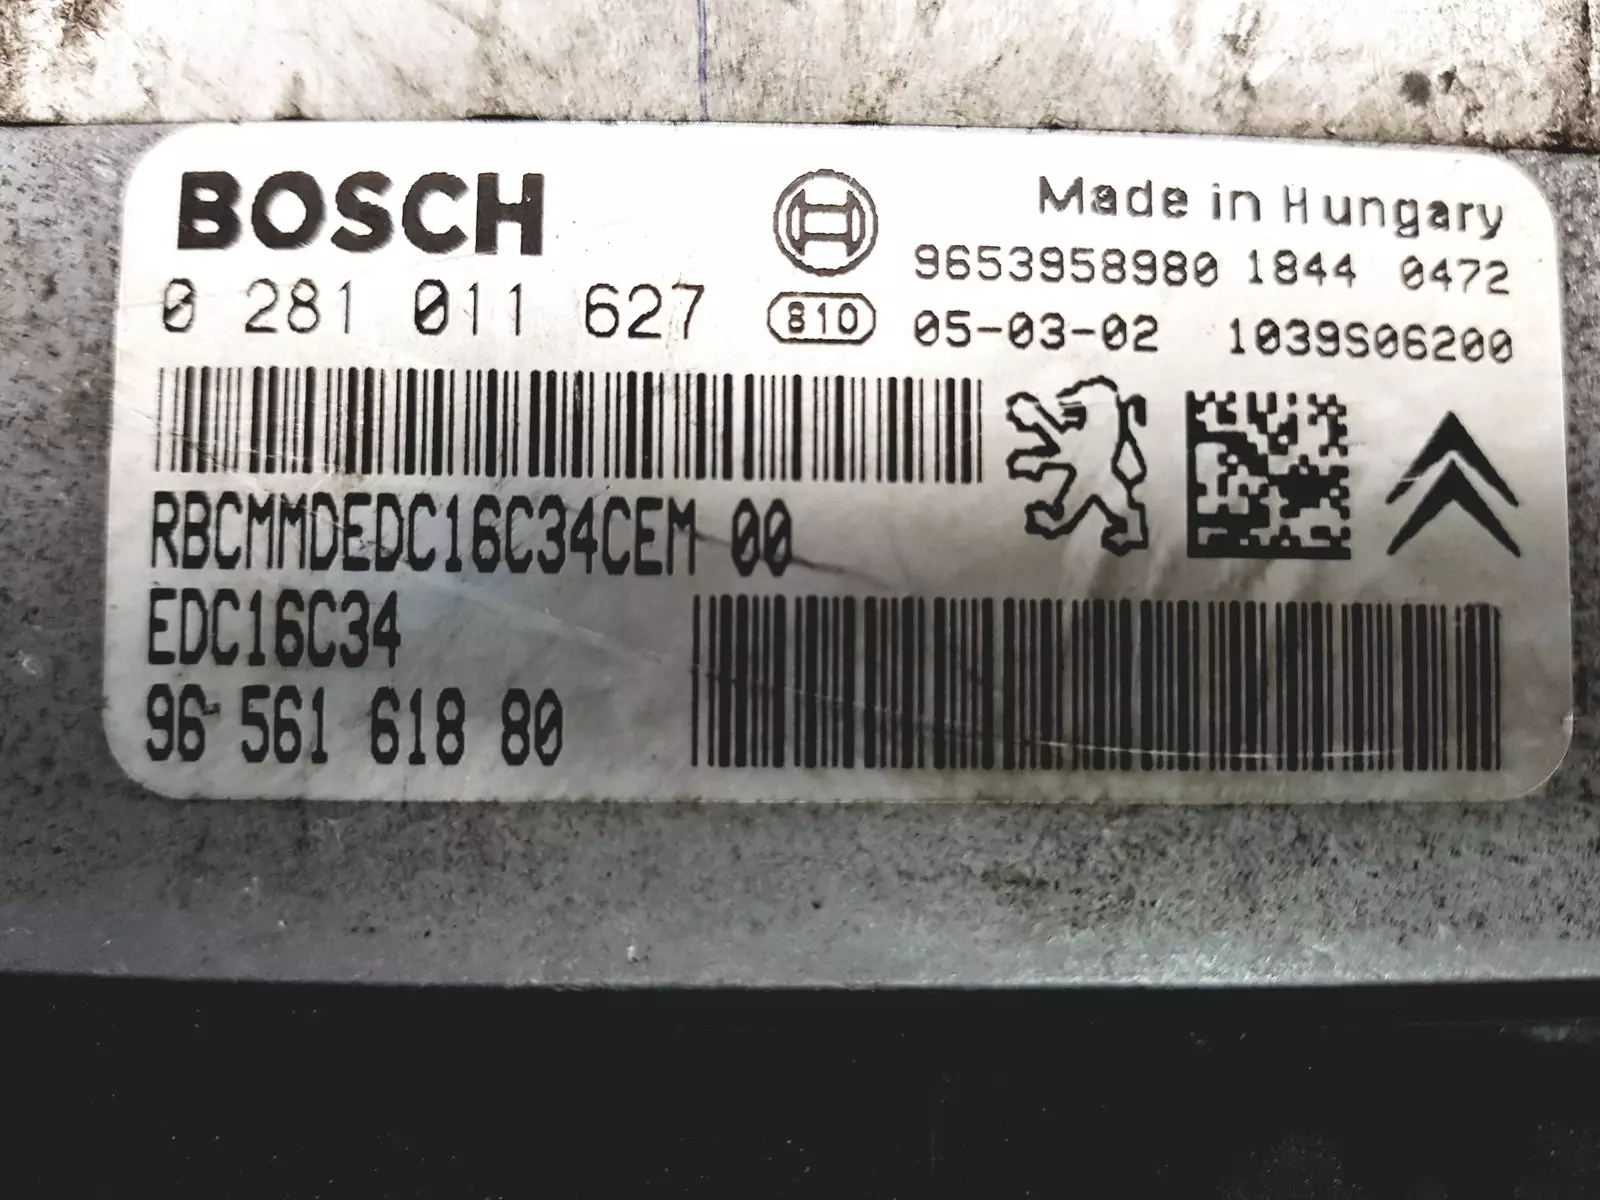 BOSCH
Made in Hungary
9653958980 1844 0472
0 281 011 627
810
05-03-02 1039S06200
RBCMMDEDC16C34CEM 00
EDC16C34
96 561 618 80